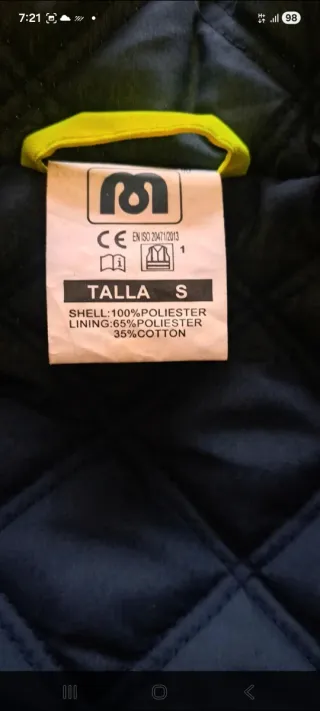 7:21
98
CE EN ISO 20471/2013
1
TALLA S
SHELL:100%POLIESTER
LINING:65%POLIESTER
35%COTTON